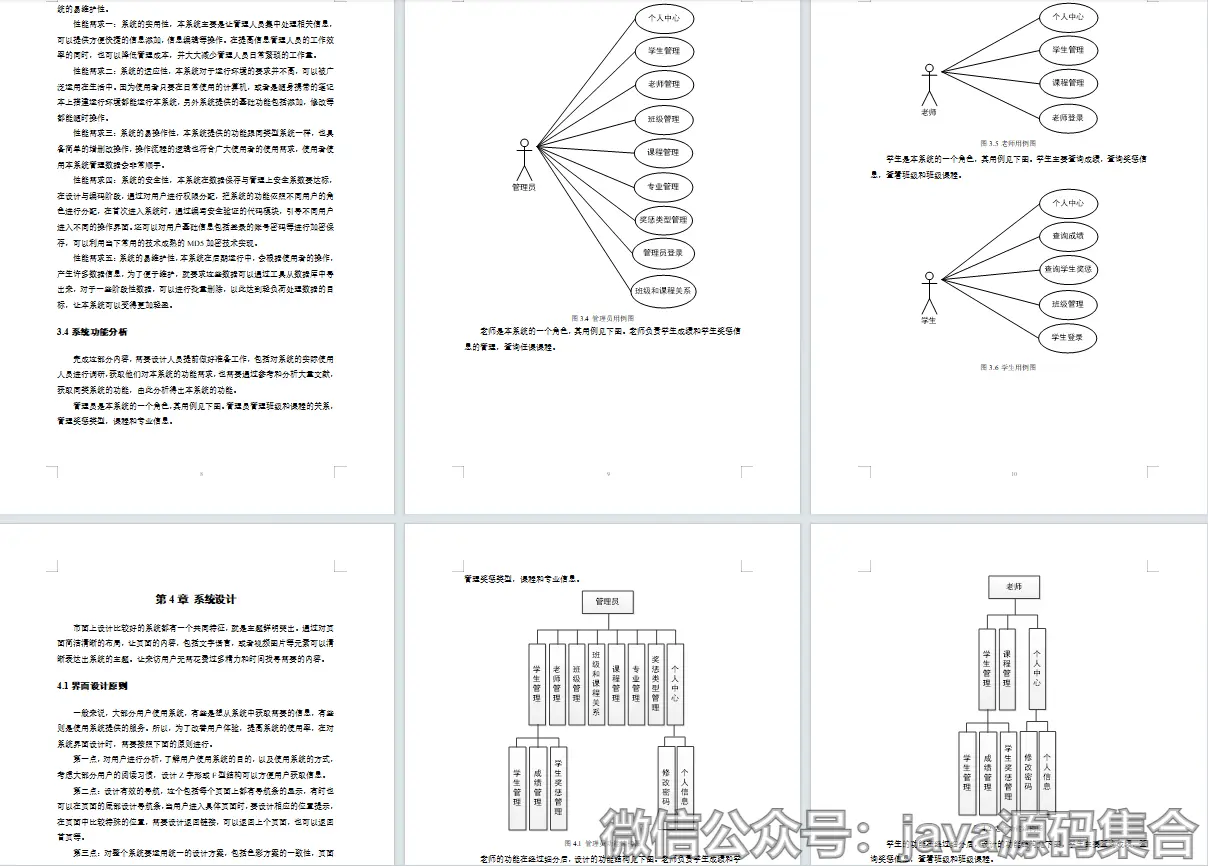 统的易维护性。
性能需求一：系统的实用性，本系统主要是让管理人员集中处理相关信息，
可以提供方便快捷的信息添加，信息编辑等操作。在提高信息管理人员的工作效
率的同时，也可以降低管理成本，并大大减少管理人员日常繁琐的工作量。
性能需求二：系统的适应性，本系统对于运行环境的要求并不高，可以被广
泛运用在生活中。因为使用者只要在日常使用的计算机，或者是随身携带的笔记
本上搭建运行环境都能运行本系统，另外系统提供的基础功能包括添加，修改等
都能随时操作。
性能需求三：系统的易操作性，本系统提供的功能跟同类型系统一样，也具
备简单的增删改操作，操作流程的逻辑也符合广大使用者的使用需求，使用者使
用本系统管理数据会非常顺手。
性能需求四：系统的安全性，本系统在数据保存与管理上安全系数要达标，
在设计与编码阶段，通过对用户进行权限分配，把系统的功能依照不同用户的角
色进行分配，在首次进入系统时，通过编写安全验证的代码模块，引导不同用户
进入不同的操作界面。还可以对用户基础信息包括登录的账号密码等进行加密保
存，可以利用当下常用的技术成熟的 MD5 加密技术实现。
性能需求五：系统的易维护性，本系统在后期运行中，会根据使用者的操作，
产生许多数据信息，为了便于维护，就要求这些数据可以通过工具从数据库中导
出来，对于一些阶段性数据，可以进行批量删除，以此达到轻负荷处理数据的目
标，让本系统可以变得更加轻盈。
3.4 系统功能分析
完成这部分内容，需要设计人员提前做好准备工作，包括对系统的实际使用
人员进行调研，获取他们对本系统的功能需求，也需要通过参考和分析大量文献，
获取同类系统的功能，由此分析得出本系统的功能。
管理员是本系统的一个角色，其用例见下图。管理员管理班级和课程的关系，
管理奖惩类型，课程和专业信息。
8
个人中心
学生管理
老师管理
班级管理
课程管理
专业管理
奖惩类型管理
管理员登录
班级和课程关系
管理员
图 3.4 管理员用例图
老师是本系统的一个角色，其用例见下图。老师负责学生成绩和学生奖惩信
息的管理，查询任课课程。
9
个人中心
学生管理
课程管理
老师登录
老师
图 3.5 老师用例图
学生是本系统的一个角色，其用例见下图。学生主要查询成绩，查询奖惩信
息，查看班级和班级课程。
个人中心
查询成绩
查询学生奖惩
班级管理
学生登录
学生
图 3.6 学生用例图
10
第 4 章 系统设计
市面上设计比较好的系统都有一个共同特征，就是主题鲜明突出。通过对页
面简洁清晰的布局，让页面的内容，包括文字语言，或者视频图片等元素可以清
晰表达出系统的主题。让来访用户无需花费过多精力和时间找寻需要的内容。
4.1 界面设计原则
一般来说，大部分用户使用系统，有些是想从系统中获取需要的信息，有些
则是使用系统提供的服务。所以，为了改善用户体验，提高系统的使用率，在对
系统界面设计时，需要按照下面的原则进行。
第一点，对用户进行分析，了解用户使用系统的目的，以及使用系统的方式，
考虑大部分用户的阅读习惯，设计 Z 字形或 F 型结构可以方便用户获取信息。
第二点：设计有效的导航，这个包括每个页面上都有导航条的显示，有时也
可以在页面的底部设计导航条，当用户进入具体页面时，要设计相应的位置提示，
在页面中比较特殊的位置，需要设计返回链接，可以返回上个页面，也可以返回
首页等。
第三点：对整个系统要运用统一的设计方案，包括色彩方案的一致性，页面
管理奖惩类型，课程和专业信息。
管理员
学生管理
老师管理
班级管理
班级和课程关系
课程管理
专业管理
奖惩类型管理
个人中心
学生管理
成绩管理
学生奖惩管理
修改密码
个人信息
图 4.1 管理员
老师的功能在经过细分后，设计的功能结构见下图。老师负责学生成绩和学
老师
学生管理
课程管理
个人中心
学生管理
成绩管理
学生奖惩管理
修改密码
个人信息
学生的功能在经过细分后，设计的功能
询奖惩信息，查看班级和班级课程。
微信公众号：java源码集合